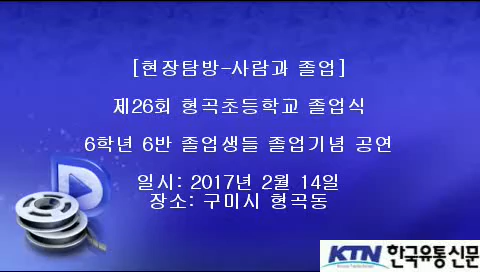 [현장탐방-사람과 졸업]
제26회 형곡초등학교 졸업식
6학년 6반 졸업생들 졸업기념 공연
일시: 2017년 2월 14일
장소: 구미시 형곡동
KTN 한국유통신문